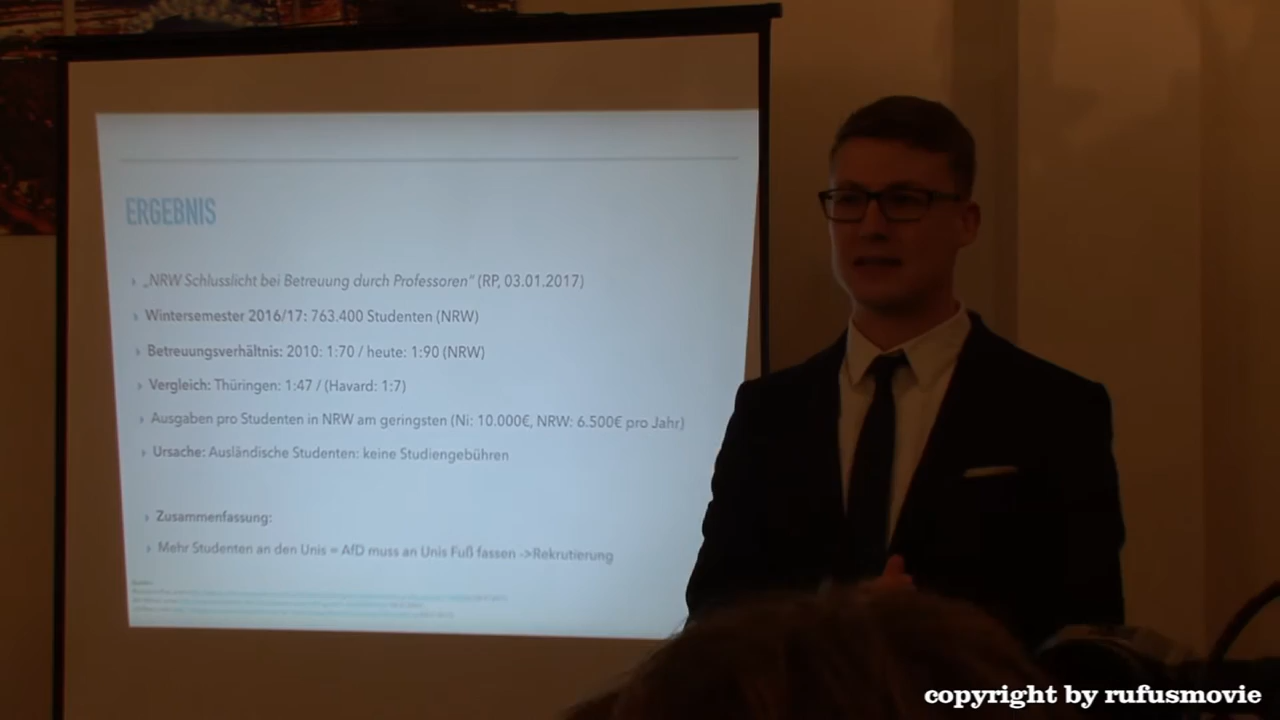 ERGEBNIS
› „NRW Schlusslicht bei Betreuung durch Professoren“ (RP, 03.01.2017)
› Wintersemester 2016/17: 763.400 Studenten (NRW)
› Betreuungsverhältnis: 2010: 1:70 / heute: 1:90 (NRW)
› Vergleich: Thüringen: 1:47 / (Havard: 1:7)
› Ausgaben pro Studenten in NRW am geringsten (Ni: 10.000€, NRW: 6.500€ pro Jahr)
› Ursache: Ausländische Studenten: keine Studiengebühren
› Zusammenfassung:
› Mehr Studenten an den Unis = AfD muss an Unis Fuß fassen ->Rekrutierung
copyright by rufusmovie